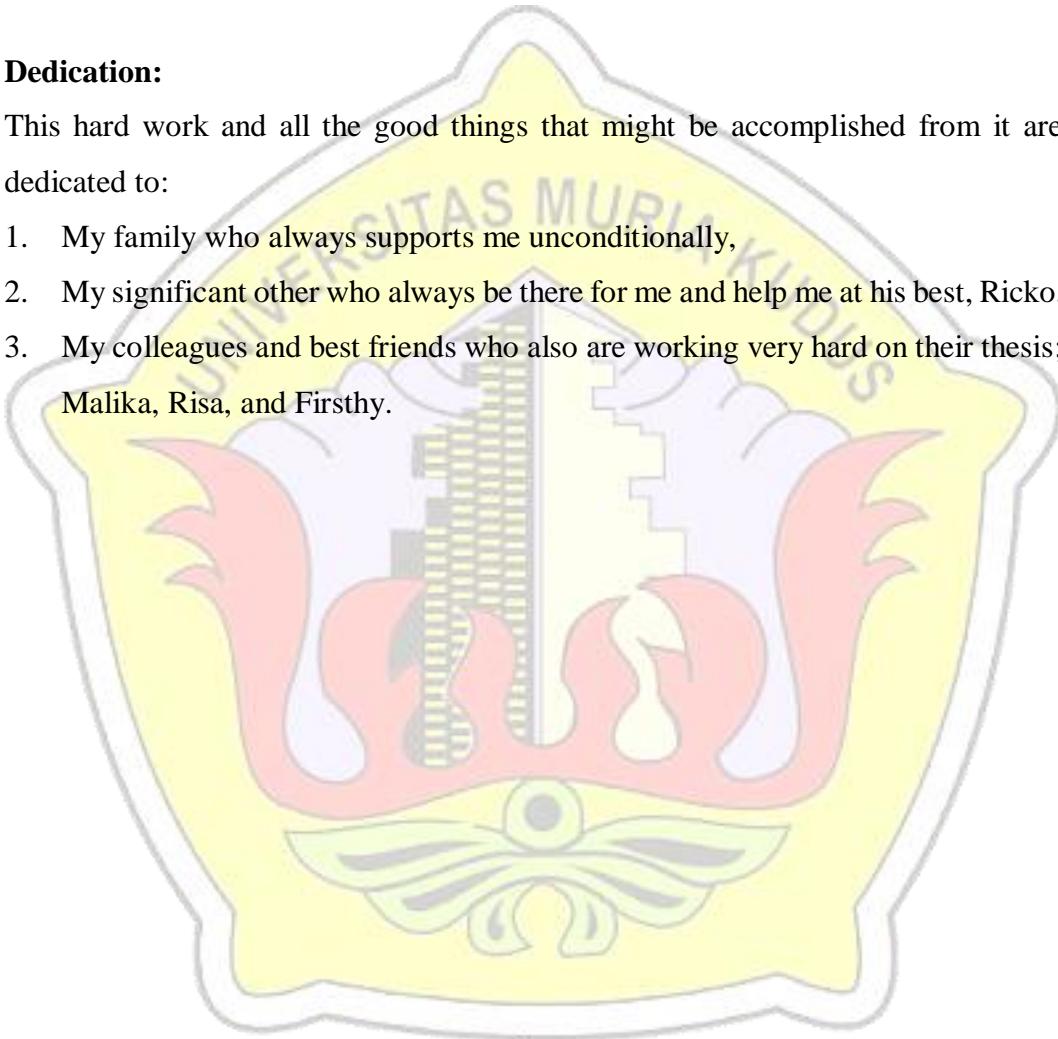 Dedication:
This hard work and all the good things that might be accomplished from it are
dedicated to:
1. My family who always supports me unconditionally,
2. My significant other who always be there for me and help me at his best, Ricko.
3. My colleagues and best friends who also are working very hard on their thesis:
Malika, Risa, and Firsthy.
UNIVERSITAS MURIA KUDUS